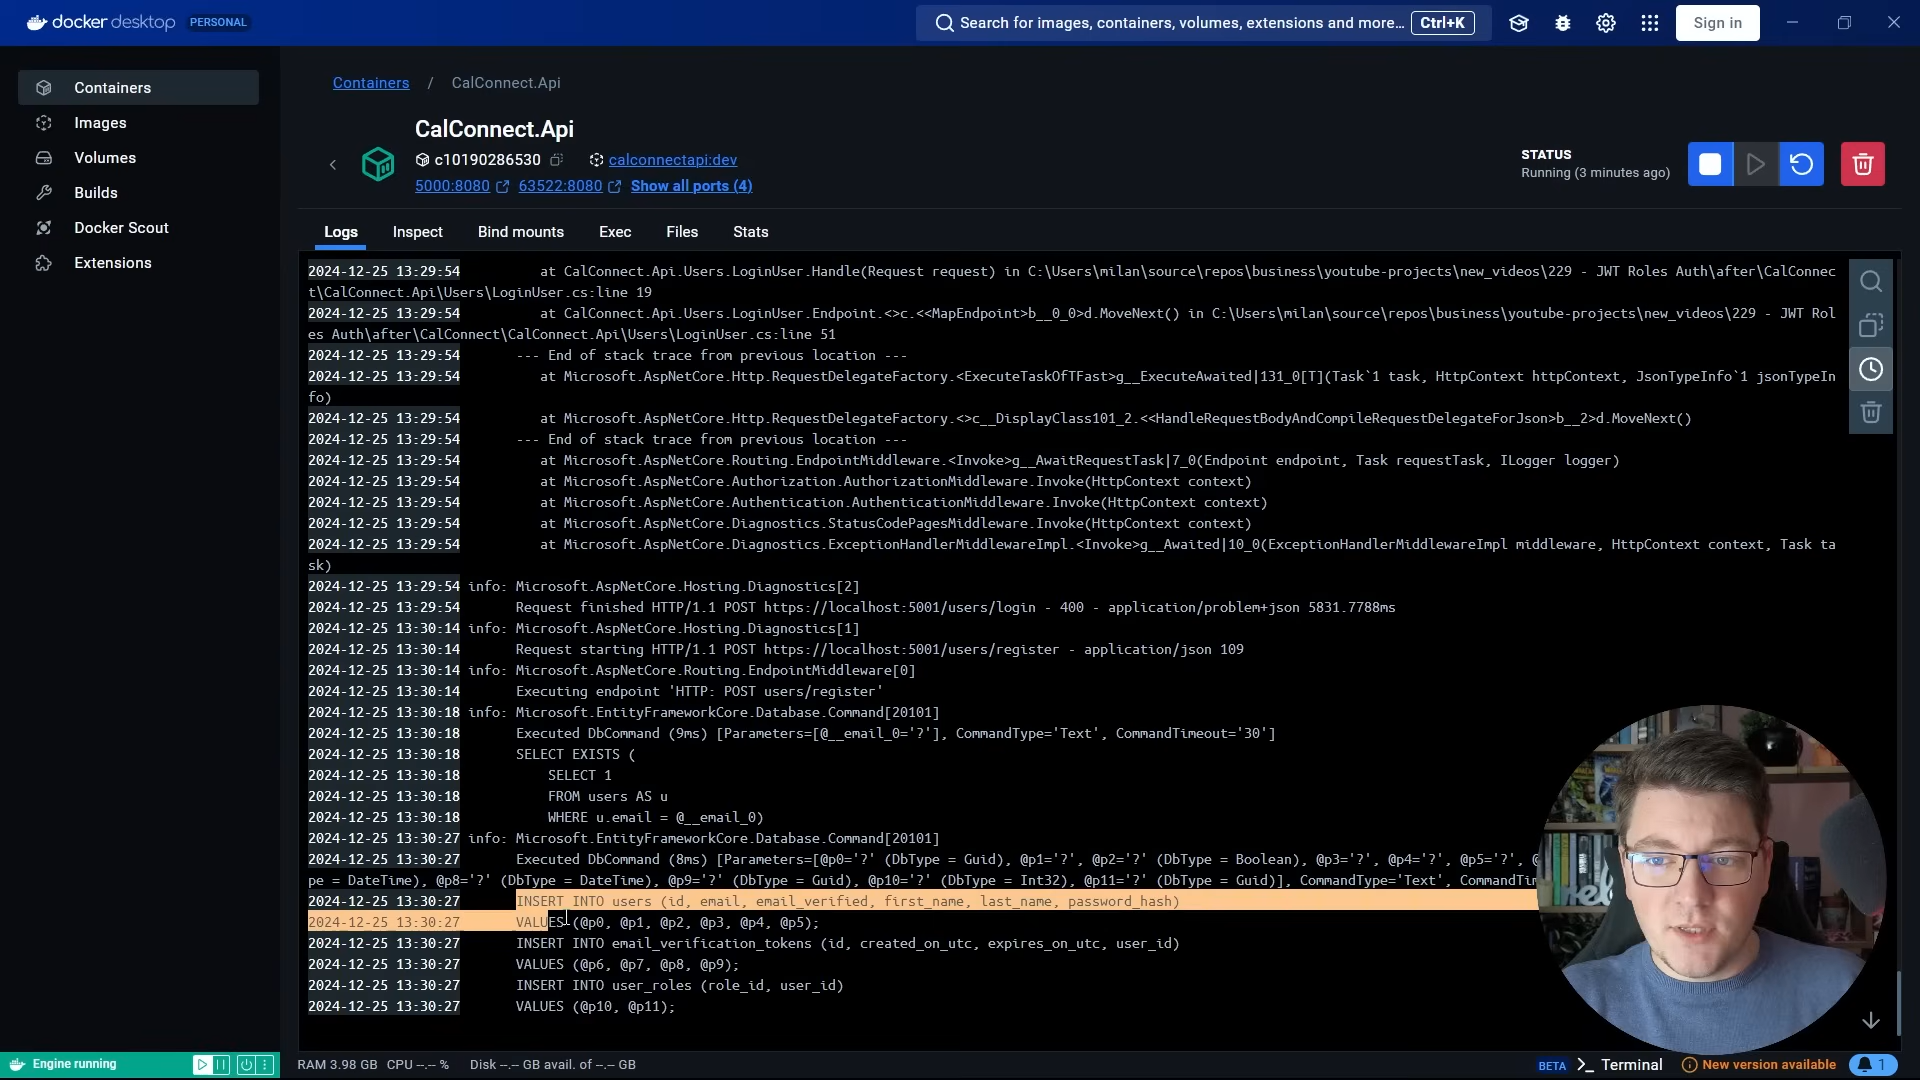 docker desktop PERSONAL
Search for images, containers, volumes, extensions and more... Ctrl+K
Sign in
Containers
Images
Volumes
Builds
Docker Scout
Extensions
Containers / CalConnect.Api
CalConnect.Api
c10190286530 calconnectapi:dev
5000:8080 63522:8080 Show all ports (4)
STATUS
Running (3 minutes ago)
Logs Inspect Bind mounts Exec Files Stats
2024-12-25 13:29:54 at CalConnect.Api.Users.LoginUser.Handle(Request request) in C:\Users\milan\source\repos\business\youtube-projects\new_videos\229 - JWT Roles Auth\after\CalConnec
t\CalConnect.Api\Users\LoginUser.cs:line 19
2024-12-25 13:29:54 at CalConnect.Api.Users.LoginUser.Endpoint.<>c.<<MapEndpoint>b__0_0>d.MoveNext() in C:\Users\milan\source\repos\business\youtube-projects\new_videos\229 - JWT Rol
es Auth\after\CalConnect\CalConnect.Api\Users\LoginUser.cs:line 51
2024-12-25 13:29:54 --- End of stack trace from previous location ---
2024-12-25 13:29:54 at Microsoft.AspNetCore.Http.RequestDelegateFactory.<ExecuteTaskOfTFast>g__ExecuteAwaited|131_0[T](Task`1 task, HttpContext httpContext, JsonTypeInfo`1 jsonTypeIn
fo)
2024-12-25 13:29:54 at Microsoft.AspNetCore.Http.RequestDelegateFactory.<>c__DisplayClass101_2.<<HandleRequestBodyAndCompileRequestDelegateForJson>b__2>d.MoveNext()
2024-12-25 13:29:54 --- End of stack trace from previous location ---
2024-12-25 13:29:54 at Microsoft.AspNetCore.Routing.EndpointMiddleware.<Invoke>g__AwaitRequestTask|7_0(Endpoint endpoint, Task requestTask, ILogger logger)
2024-12-25 13:29:54 at Microsoft.AspNetCore.Authorization.AuthorizationMiddleware.Invoke(HttpContext context)
2024-12-25 13:29:54 at Microsoft.AspNetCore.Authentication.AuthenticationMiddleware.Invoke(HttpContext context)
2024-12-25 13:29:54 at Microsoft.AspNetCore.Diagnostics.StatusCodePagesMiddleware.Invoke(HttpContext context)
2024-12-25 13:29:54 at Microsoft.AspNetCore.Diagnostics.ExceptionHandlerMiddlewareImpl.<Invoke>g__Awaited|10_0(ExceptionHandlerMiddlewareImpl middleware, HttpContext context, Task ta
sk)
2024-12-25 13:29:54 info: Microsoft.AspNetCore.Hosting.Diagnostics[2]
2024-12-25 13:29:54 Request finished HTTP/1.1 POST https://localhost:5001/users/login - 400 - application/problem+json 5831.7788ms
2024-12-25 13:30:14 info: Microsoft.AspNetCore.Hosting.Diagnostics[1]
2024-12-25 13:30:14 Request starting HTTP/1.1 POST https://localhost:5001/users/register - application/json 109
2024-12-25 13:30:14 info: Microsoft.AspNetCore.Routing.EndpointMiddleware[0]
2024-12-25 13:30:14 Executing endpoint 'HTTP: POST users/register'
2024-12-25 13:30:18 info: Microsoft.EntityFrameworkCore.Database.Command[20101]
2024-12-25 13:30:18 Executed DbCommand (9ms) [Parameters=[@__email_0='?'], CommandType='Text', CommandTimeout='30']
2024-12-25 13:30:18 SELECT EXISTS (
2024-12-25 13:30:18 SELECT 1
2024-12-25 13:30:18 FROM users AS u
2024-12-25 13:30:18 WHERE u.email = @__email_0)
2024-12-25 13:30:27 info: Microsoft.EntityFrameworkCore.Database.Command[20101]
2024-12-25 13:30:27 Executed DbCommand (8ms) [Parameters=[@p0='?' (DbType = Guid), @p1='?', @p2='?' (DbType = Boolean), @p3='?', @p4='?', @p5='?', @
pe = DateTime), @p8='?' (DbType = DateTime), @p9='?' (DbType = Guid), @p10='?' (DbType = Int32), @p11='?' (DbType = Guid)], CommandType='Text', CommandTim
2024-12-25 13:30:27 INSERT INTO users (id, email, email_verified, first_name, last_name, password_hash)
2024-12-25 13:30:27 VALUES (@p0, @p1, @p2, @p3, @p4, @p5);
2024-12-25 13:30:27 INSERT INTO email_verification_tokens (id, created_on_utc, expires_on_utc, user_id)
2024-12-25 13:30:27 VALUES (@p6, @p7, @p8, @p9);
2024-12-25 13:30:27 INSERT INTO user_roles (role_id, user_id)
2024-12-25 13:30:27 VALUES (@p10, @p11);
Engine running
RAM 3.98 GB CPU --.-- % Disk --.-- GB avail. of --.-- GB
BETA >_ Terminal New version available 1